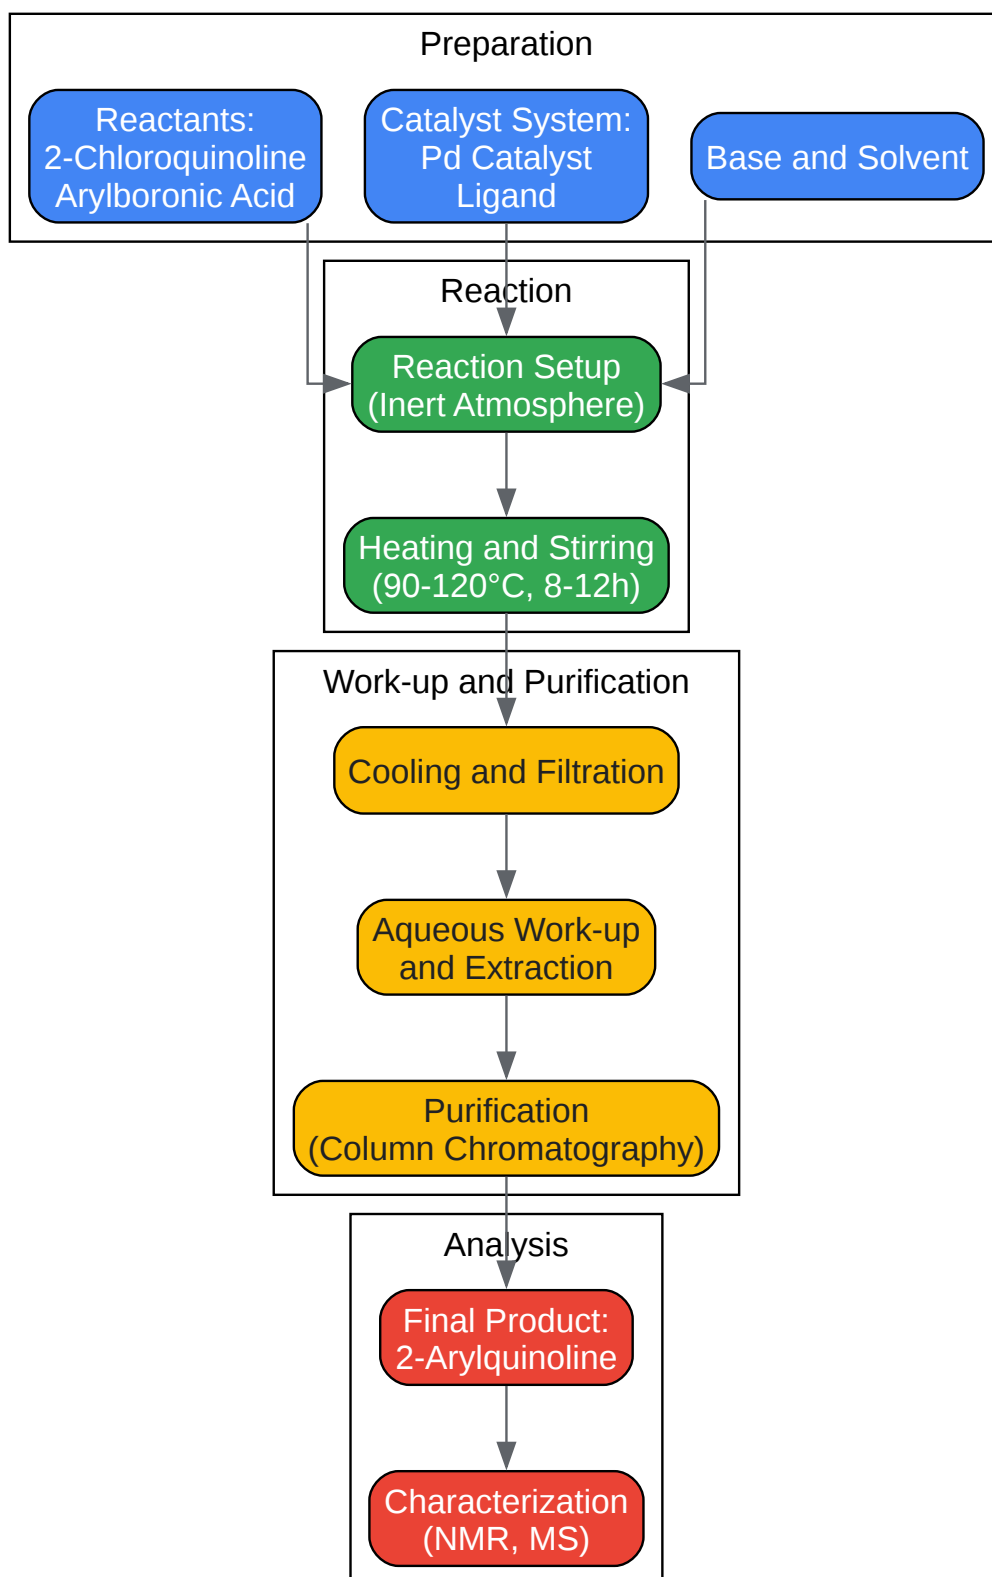 Preparation
Reactants:
2-Chloroquinoline
Arylboronic Acid
Catalyst System:
Pd Catalyst
Ligand
Base and Solvent
Reaction
Reaction Setup
(Inert Atmosphere)
Heating and Stirring
(90-120°C, 8-12h)
Work-up and Purification
Cooling and Filtration
Aqueous Work-up
and Extraction
Purification
(Column Chromatography)
Analysis
Final Product:
2-Arylquinoline
Characterization
(NMR, MS)